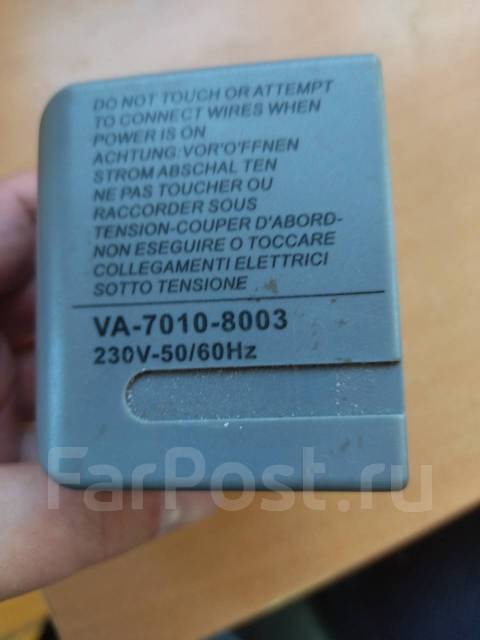 DO NOT TOUCH OR ATTEMPT
TO CONNECT WIRES WHEN
POWER IS ON
ACHTUNG:VOR'O'FFNEN
STROM ABSCHAL TEN
NE PAS TOUCHER OU
RACCORDER SOUS
TENSION-COUPER D'ABORD-
NON ESEGUIRE O TOCCARE
COLLEGAMENTI ELETTRICI
SOTTO TENSIONE
VA-7010-8003
230V-50/60Hz
FarPost.ru